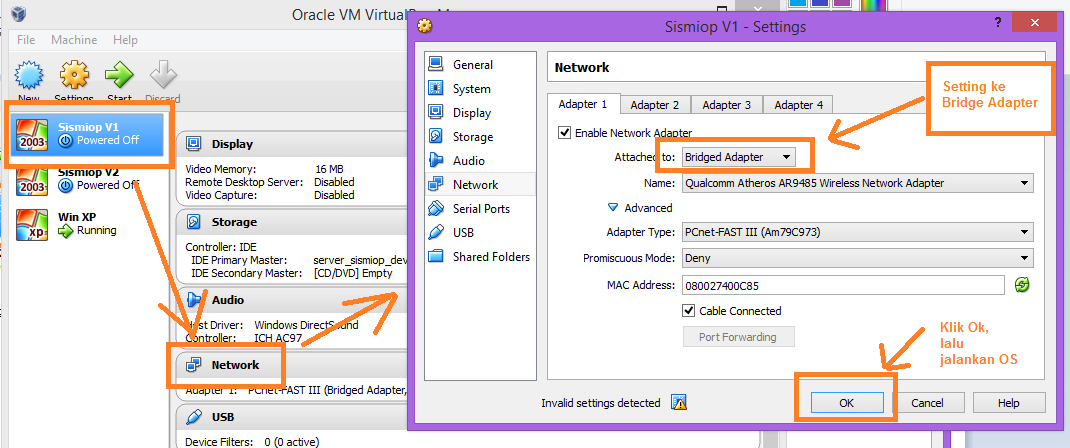 Oracle VM VirtualBox M
File Machine Help
New Settings Start Discard
2003 Sismiop V1
Powered Off
2003 Sismiop V2
Powered Off
xp Win XP
Running
Display
Video Memory: 16 MB
Remote Desktop Server: Disabled
Video Capture: Disabled
Storage
Controller: IDE
IDE Primary Master: server_sismiop_dev
IDE Secondary Master: [CD/DVD] Empty
Audio
Host Driver: Windows DirectSound
Controller: ICH AC97
Network
Adapter 1: PCnet-FAST III (Bridged Adapter,
USB
Device Filters: 0 (0 active)
Sismiop V1 - Settings
?
General
System
Display
Storage
Audio
Network
Serial Ports
USB
Shared Folders
Network
Adapter 1 Adapter 2 Adapter 3 Adapter 4
Enable Network Adapter
Attached to: Bridged Adapter
Name: Qualcomm Atheros AR9485 Wireless Network Adapter
Advanced
Adapter Type: PCnet-FAST III (Am79C973)
Promiscuous Mode: Deny
MAC Address: 080027400C85
Cable Connected
Port Forwarding
Invalid settings detected
OK Cancel Help
Setting ke
Bridge Adapter
Klik Ok,
lalu
jalankan OS